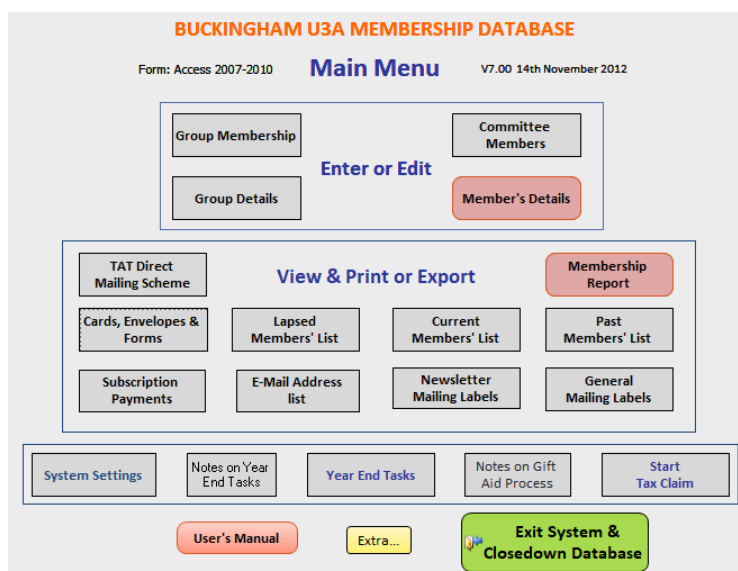 BUCKINGHAM U3A MEMBERSHIP DATABASE
Form: Access 2007-2010
Main Menu
V7.00 14th November 2012
Group Membership
Committee
Members
Enter or Edit
Group Details
Member's Details
TAT Direct
Mailing Scheme
View & Print or Export
Membership
Report
Cards, Envelopes &
Forms
Lapsed
Members' List
Current
Members' List
Past
Members' List
Subscription
Payments
E-Mail Address
list
Newsletter
Mailing Labels
General
Mailing Labels
System Settings
Notes on Year
End Tasks
Year End Tasks
Notes on Gift
Aid Process
Start
Tax Claim
User's Manual
Extra...
Exit System &
Closedown Database